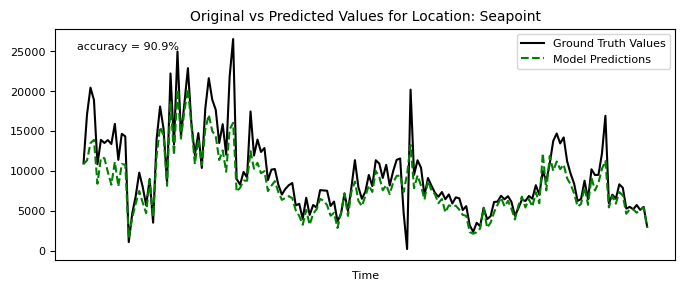 Original vs Predicted Values for Location: Seapoint
accuracy = 90.9%
Ground Truth Values
Model Predictions
25000
20000
15000
10000
5000
0
Time